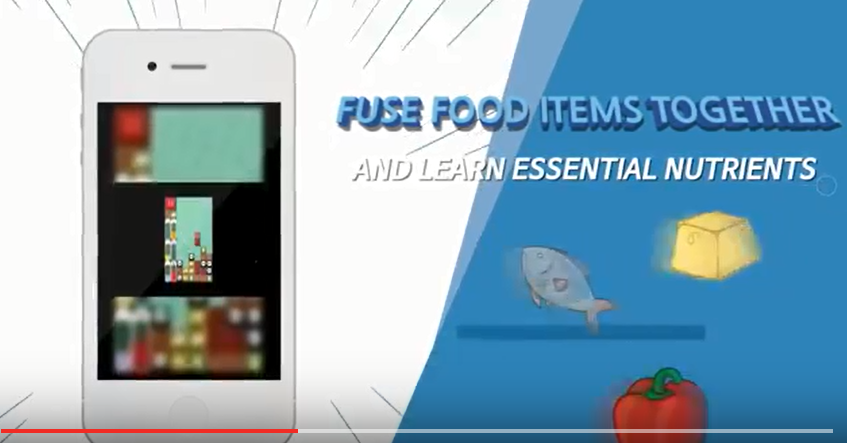 FUSE FOOD ITEMS TOGETHER
AND LEARN ESSENTIAL NUTRIENTS